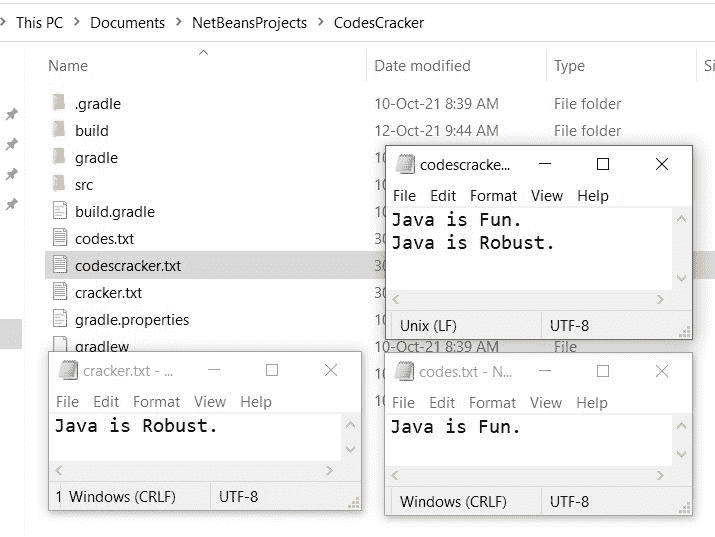 This PC > Documents > NetBeansProjects > CodesCracker
Name Date modified Type Si
.gradle 10-Oct-21 8:39 AM File folder
build 12-Oct-21 9:44 AM File folder
gradle 10
src 10
build.gradle 10
codes.txt 30
codescracker.txt 30
cracker.txt 30
gradle.properties 10
gradlew 10-Oct-21 8:39 AM File
10
10
codescracke...
File Edit Format View Help
Java is Fun.
Java is Robust.
Unix (LF) UTF-8
cracker.txt - ...
File Edit Format View Help
Java is Robust.
1 Windows (CRLF) UTF-8
codes.txt - N...
File Edit Format View Help
Java is Fun.
Windows (CRLF) UTF-8